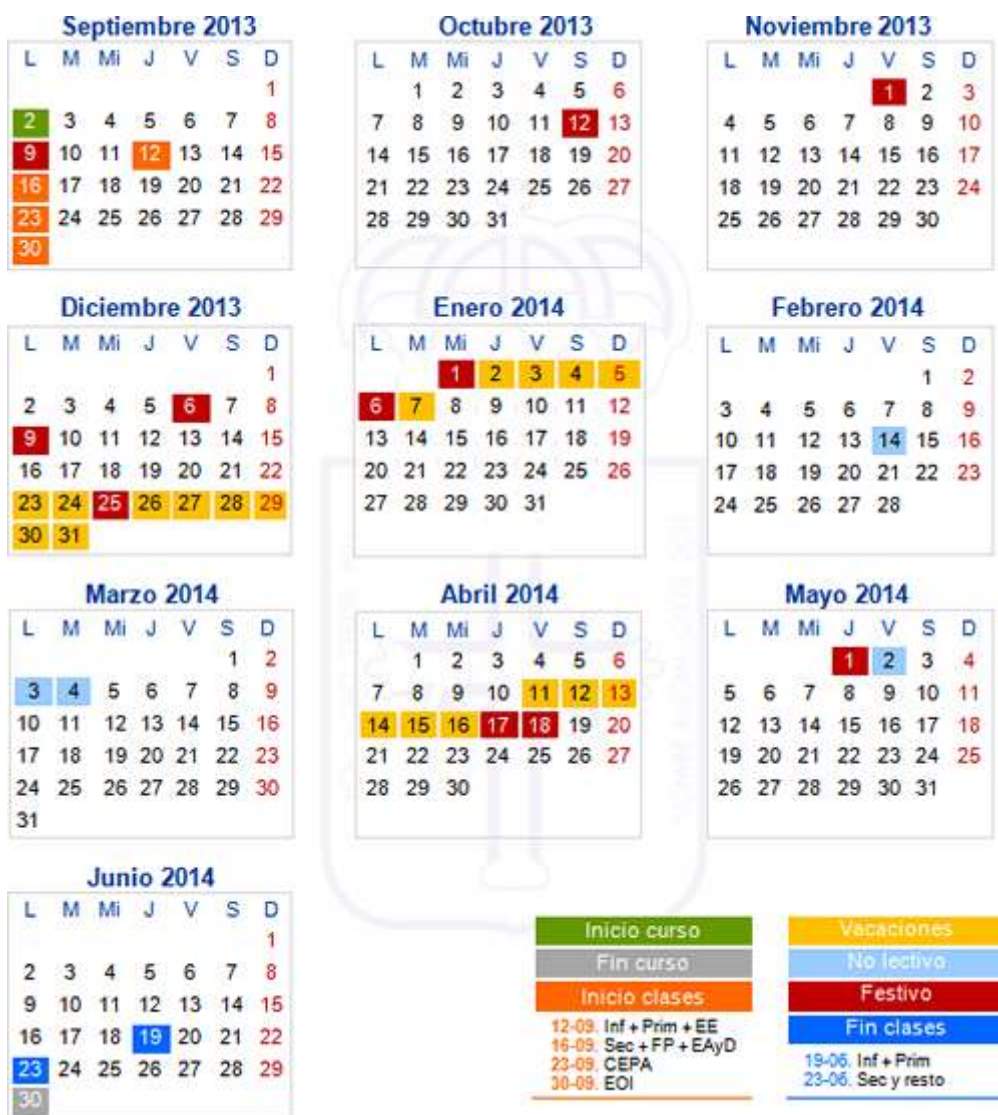 Septiembre 2013
L M Mi J V S D
1
2 3 4 5 6 7 8
9 10 11 12 13 14 15
16 17 18 19 20 21 22
23 24 25 26 27 28 29
30
Octubre 2013
L M Mi J V S D
1 2 3 4 5 6
7 8 9 10 11 12 13
14 15 16 17 18 19 20
21 22 23 24 25 26 27
28 29 30 31
Noviembre 2013
L M Mi J V S D
1 2 3
4 5 6 7 8 9 10
11 12 13 14 15 16 17
18 19 20 21 22 23 24
25 26 27 28 29 30
Diciembre 2013
L M Mi J V S D
1
2 3 4 5 6 7 8
9 10 11 12 13 14 15
16 17 18 19 20 21 22
23 24 25 26 27 28 29
30 31
Enero 2014
L M Mi J V S D
1 2 3 4 5
6 7 8 9 10 11 12
13 14 15 16 17 18 19
20 21 22 23 24 25 26
27 28 29 30 31
Febrero 2014
L M Mi J V S D
1 2
3 4 5 6 7 8 9
10 11 12 13 14 15 16
17 18 19 20 21 22 23
24 25 26 27 28
Marzo 2014
L M Mi J V S D
1 2
3 4 5 6 7 8 9
10 11 12 13 14 15 16
17 18 19 20 21 22 23
24 25 26 27 28 29 30
31
Abril 2014
L M Mi J V S D
1 2 3 4 5 6
7 8 9 10 11 12 13
14 15 16 17 18 19 20
21 22 23 24 25 26 27
28 29 30
Mayo 2014
L M Mi J V S D
1 2 3 4
5 6 7 8 9 10 11
12 13 14 15 16 17 18
19 20 21 22 23 24 25
26 27 28 29 30 31
Junio 2014
L M Mi J V S D
1
2 3 4 5 6 7 8
9 10 11 12 13 14 15
16 17 18 19 20 21 22
23 24 25 26 27 28 29
30
Inicio curso
Fin curso
Inicio clases
12-09. Inf + Prim + EE
16-09. Sec + FP + EAyD
23-09. CEPA
30-09. EOI
Vacaciones
No lectivo
Festivo
Fin clases
19-06. Inf + Prim
23-06. Sec y resto